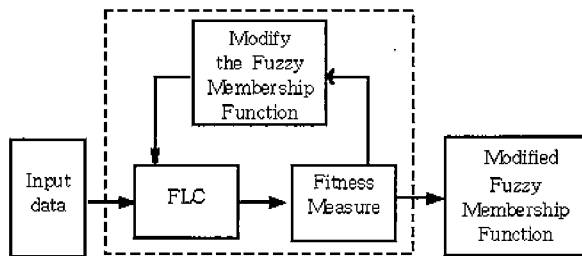 Modify
the Fuzzy
Membership
Function
Input
data
FLC
Fitness
Measure
Modified
Fuzzy
Membership
Function